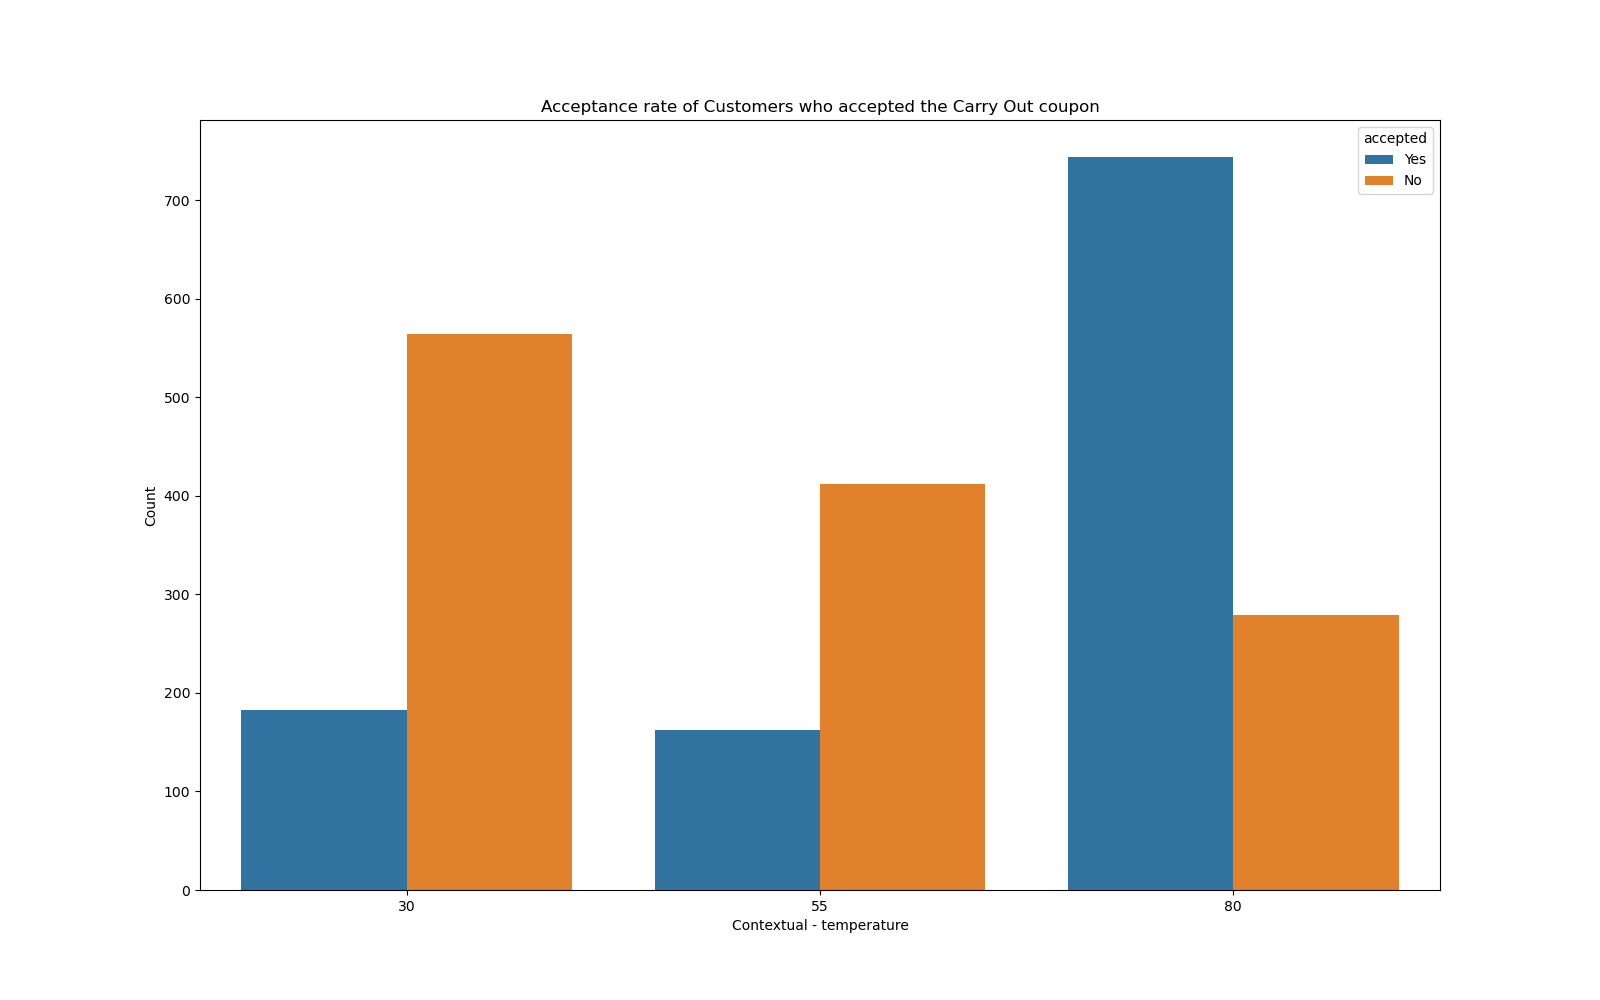 Acceptance rate of Customers who accepted the Carry Out coupon
accepted
Yes
No
700
600
500
400
300
200
100
0
Count
30 55 80
Contextual - temperature